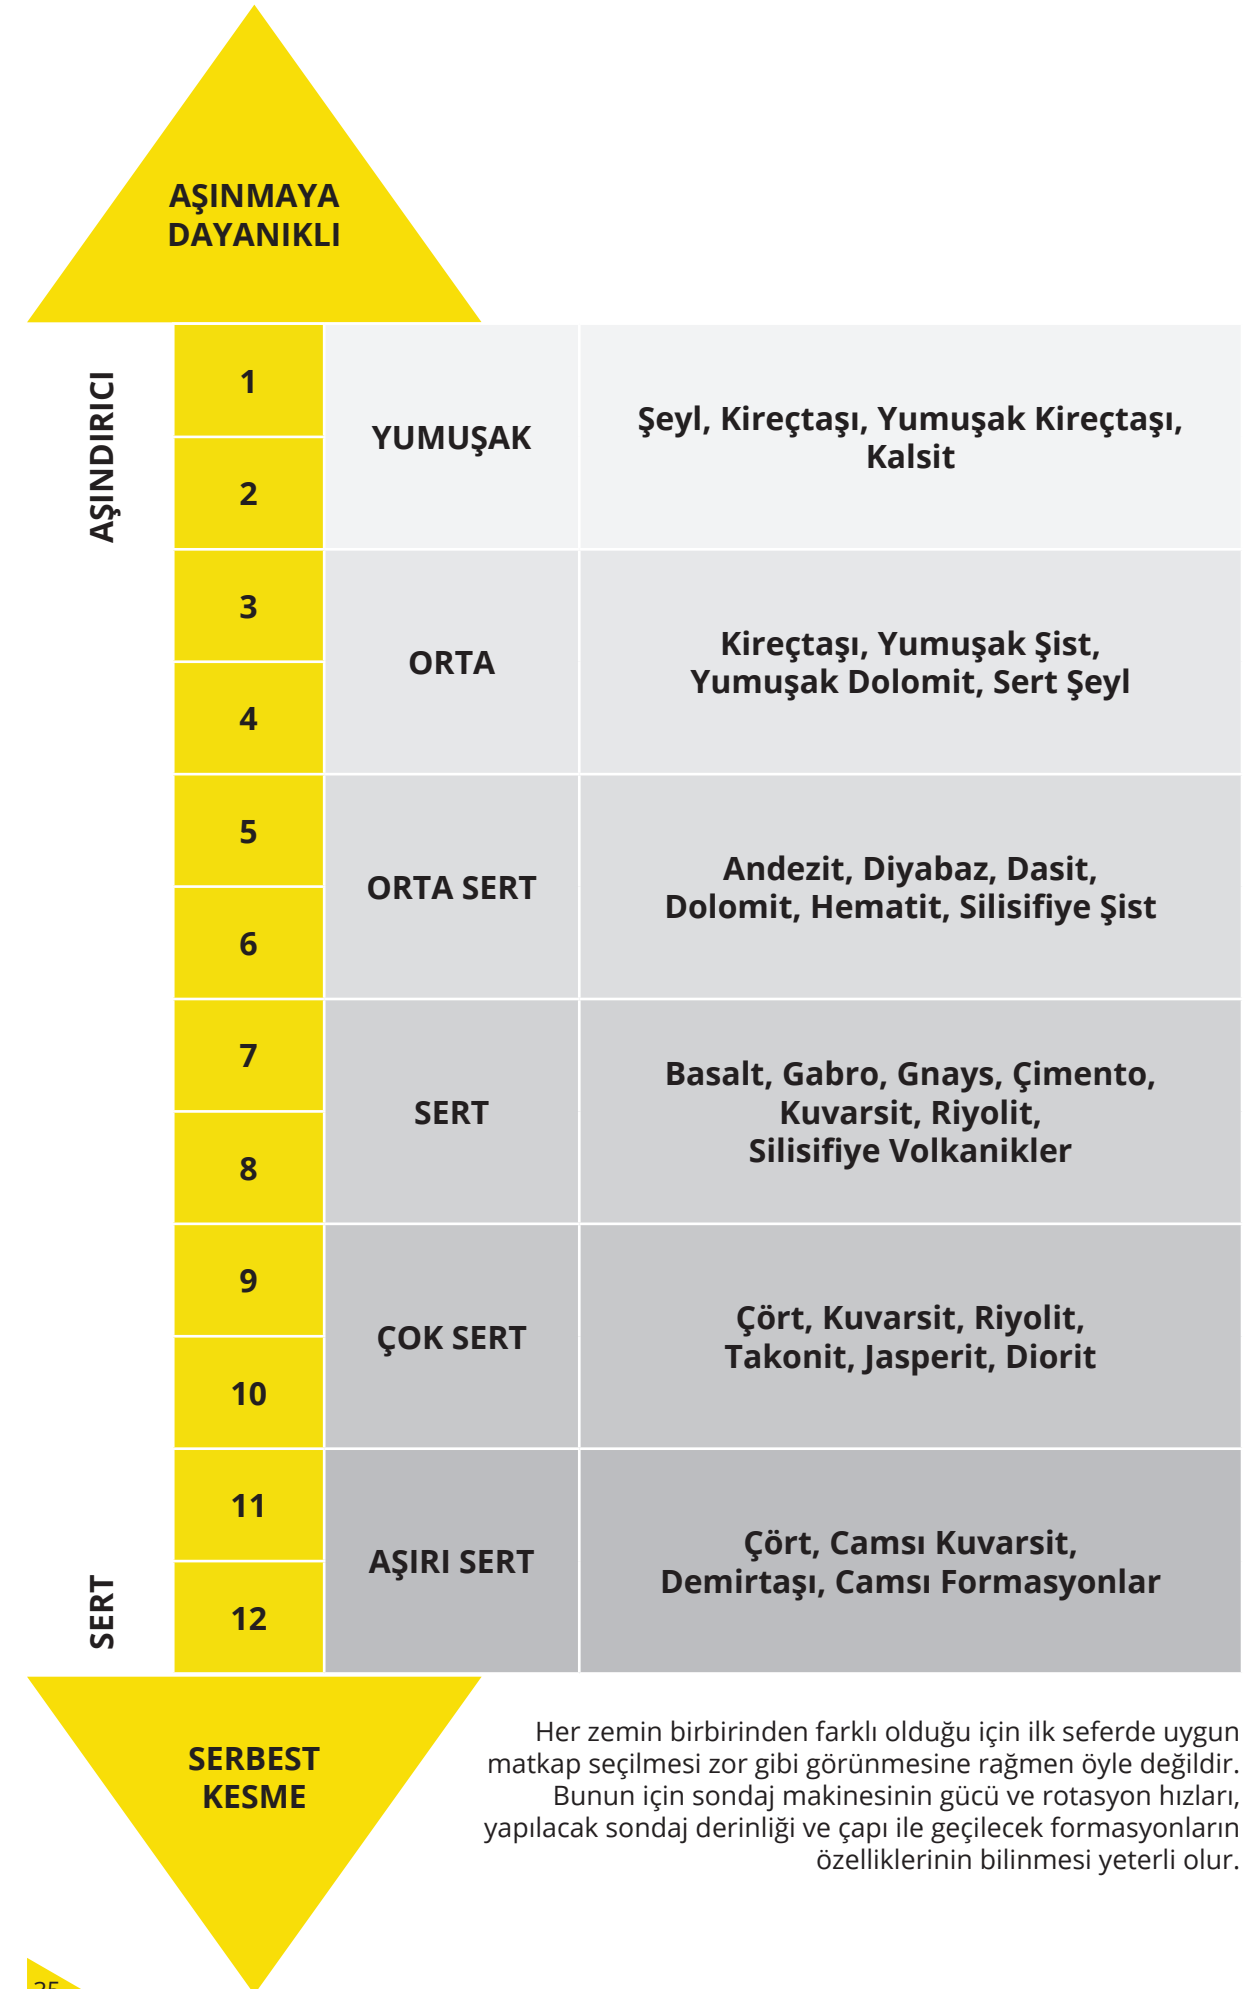 AŞINMAYA
DAYANIKLI
AŞINDIRICI
1
2
YUMUŞAK
Şeyl, Kireçtaşı, Yumuşak Kireçtaşı,
Kalsit
3
4
ORTA
Kireçtaşı, Yumuşak Şist,
Yumuşak Dolomit, Sert Şeyl
5
6
ORTA SERT
Andezit, Diyabaz, Dasit,
Dolomit, Hematit, Silisifiye Şist
7
8
SERT
Basalt, Gabro, Gnays, Çimento,
Kuvarsit, Riyolit,
Silisifiye Volkanikler
9
10
ÇOK SERT
Çört, Kuvarsit, Riyolit,
Takonit, Jasperit, Diorit
11
12
AŞIRI SERT
Çört, Camsı Kuvarsit,
Demirtaşı, Camsı Formasyonlar
SERT
SERBEST
KESME
Her zemin birbirinden farklı olduğu için ilk seferde uygun
matkap seçilmesi zor gibi görünmesine rağmen öyle değildir.
Bunun için sondaj makinesinin gücü ve rotasyon hızları,
yapılacak sondaj derinliği ve çapı ile geçilecek formasyonların
özelliklerinin bilinmesi yeterli olur.